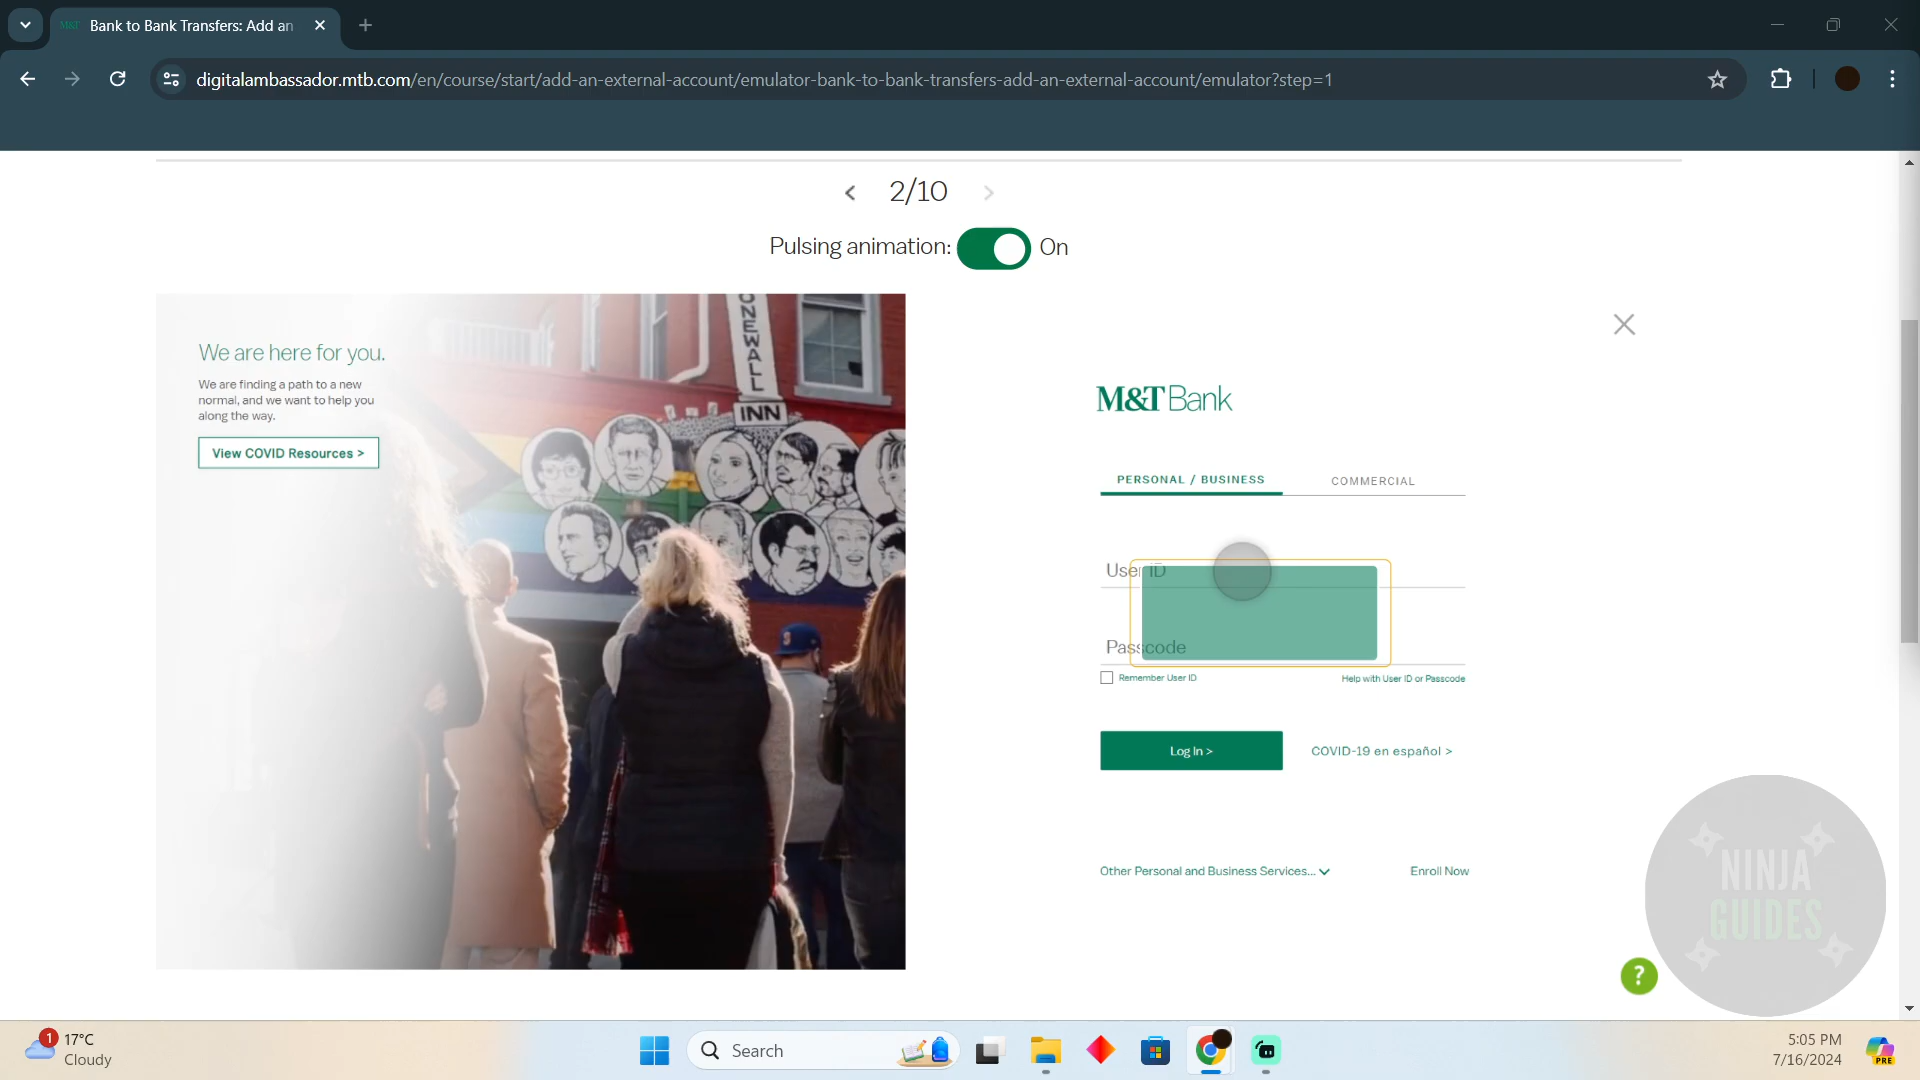 M&T Bank to Bank Transfers: Add an
digitalambassador.mtb.com/en/course/start/add-an-external-account/emulator-bank-to-bank-transfers-add-an-external-account/emulator?step=1
2/10
Pulsing animation: On
We are here for you.
We are finding a path to a new
normal, and we want to help you
along the way.
View COVID Resources >
ONEWALL
INN
M&T Bank
PERSONAL / BUSINESS COMMERCIAL
User ID
Passcode
Remember User ID Help with User ID or Passcode
Log In > COVID-19 en español >
Other Personal and Business Services... Enroll Now
NINJA
GUIDES
?
1 17°C
Cloudy
Search
5:05 PM
7/16/2024
PRE